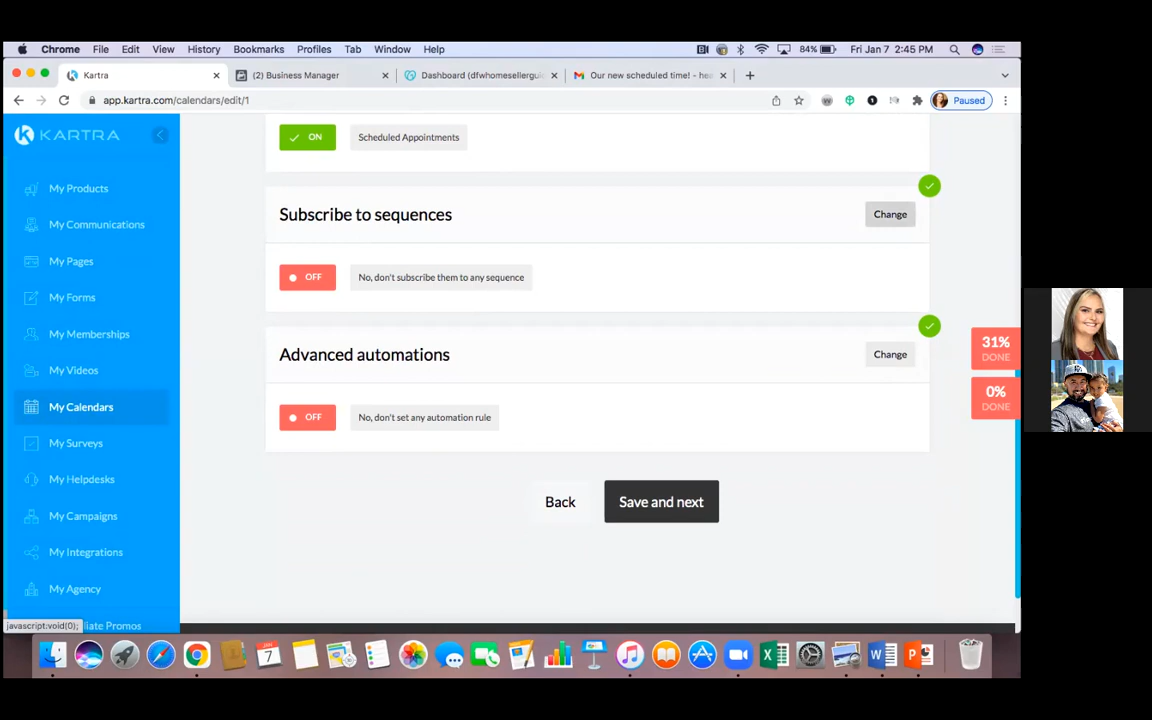 Chrome File Edit View History Bookmarks Profiles Tab Window Help 84% Fri Jan 7 2:45 PM
Kartra (2) Business Manager Dashboard (dfwhomesellerguid Our new scheduled time! - hea
app.kartra.com/calendars/edit/1 Paused
KARTRA
My Products
My Communications
My Pages
My Forms
My Memberships
My Videos
My Calendars
My Surveys
My Helpdesks
My Campaigns
My Integrations
My Agency
liate Promos
javascript:void(0);
ON Scheduled Appointments
Subscribe to sequences Change
OFF No, don't subscribe them to any sequence
Advanced automations Change
OFF No, don't set any automation rule
Back Save and next
31%
DONE
0%
DONE